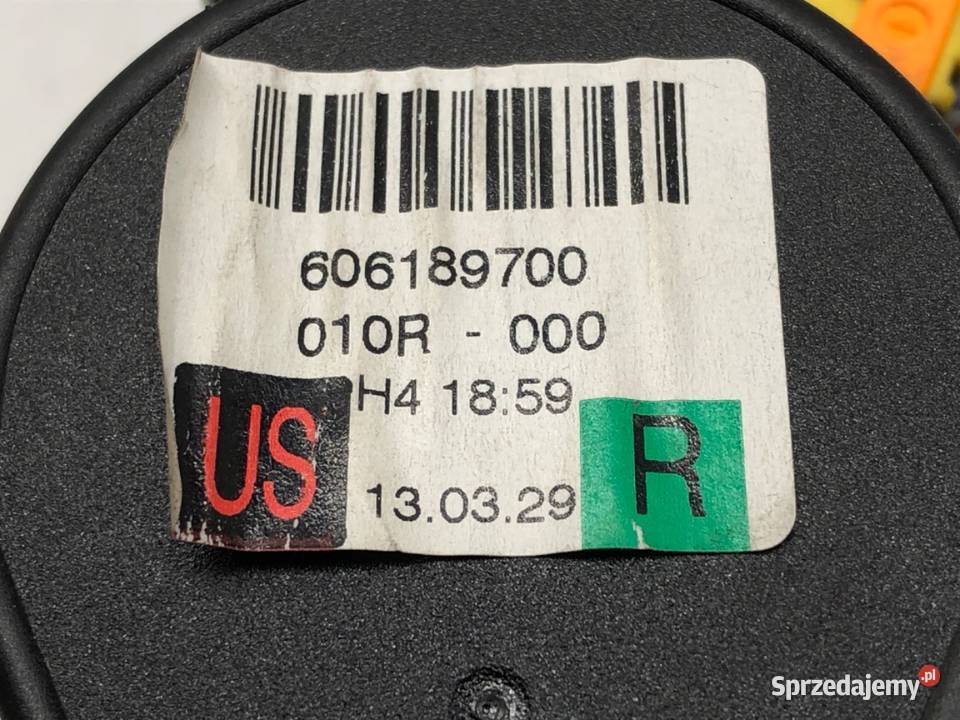 606189700
010R - 000
H4 18:59
US
R
13.03.29
Sprzedajemy.pl